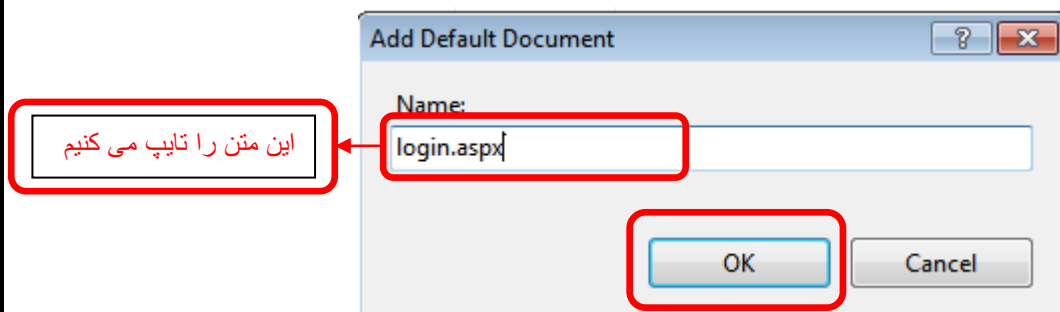 Add Default Document
Name:
login.aspx
این متن را تایپ می کنیم
OK
Cancel